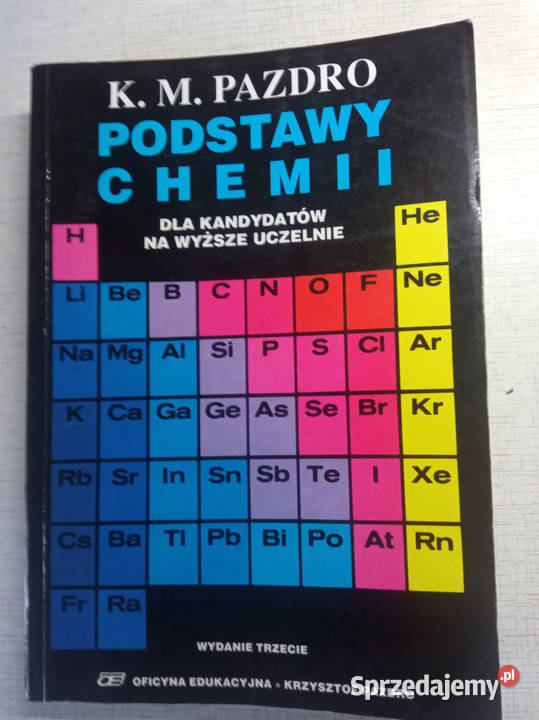 K. M. PAZDRO
PODSTAWY
CHEMII
DLA KANDYDATÓW
NA WYŻSZE UCZELNIE
H He
Li Be B C N O F Ne
Na Mg Al Si P S Cl Ar
K Ca Ga Ge As Se Br Kr
Rb Sr In Sn Sb Te I Xe
Cs Ba Tl Pb Bi Po At Rn
Fr Ra
WYDANIE TRZECIE
OE OFICYNA EDUKACYJNA • KRZYSZTOF PAZDRO
Sprzedajemy.pl